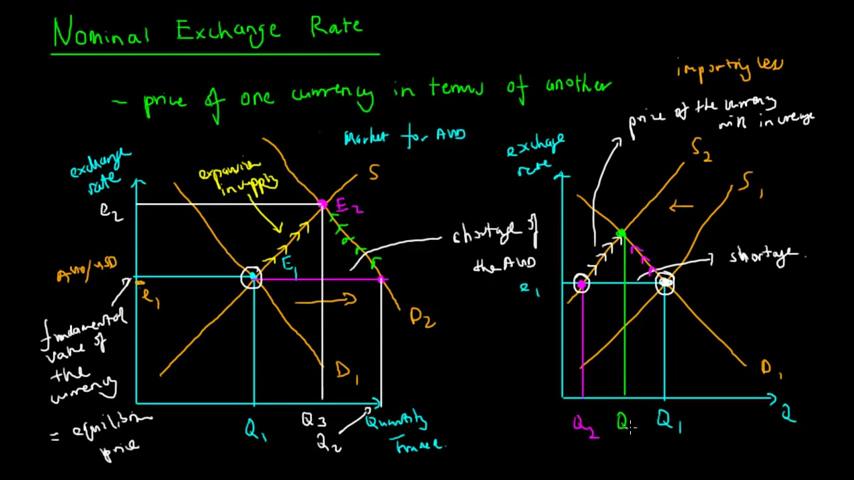 Nominal Exchange Rate
- price of one currency in terms of another
importing less
price of the currency
will increase
Market for AUD
exchange
rate
exchange
rate
expansion
in supply
S
S2
S1
e2
E2
AUD/USD
e1
E1
shortage of
the AUD
shortage.
e1
D2
D1
D1
fundamental
value of
the
currency
= equilibrium
price
Q1
Q3
Q2
Quantity
Q2
Q
Q1
Q